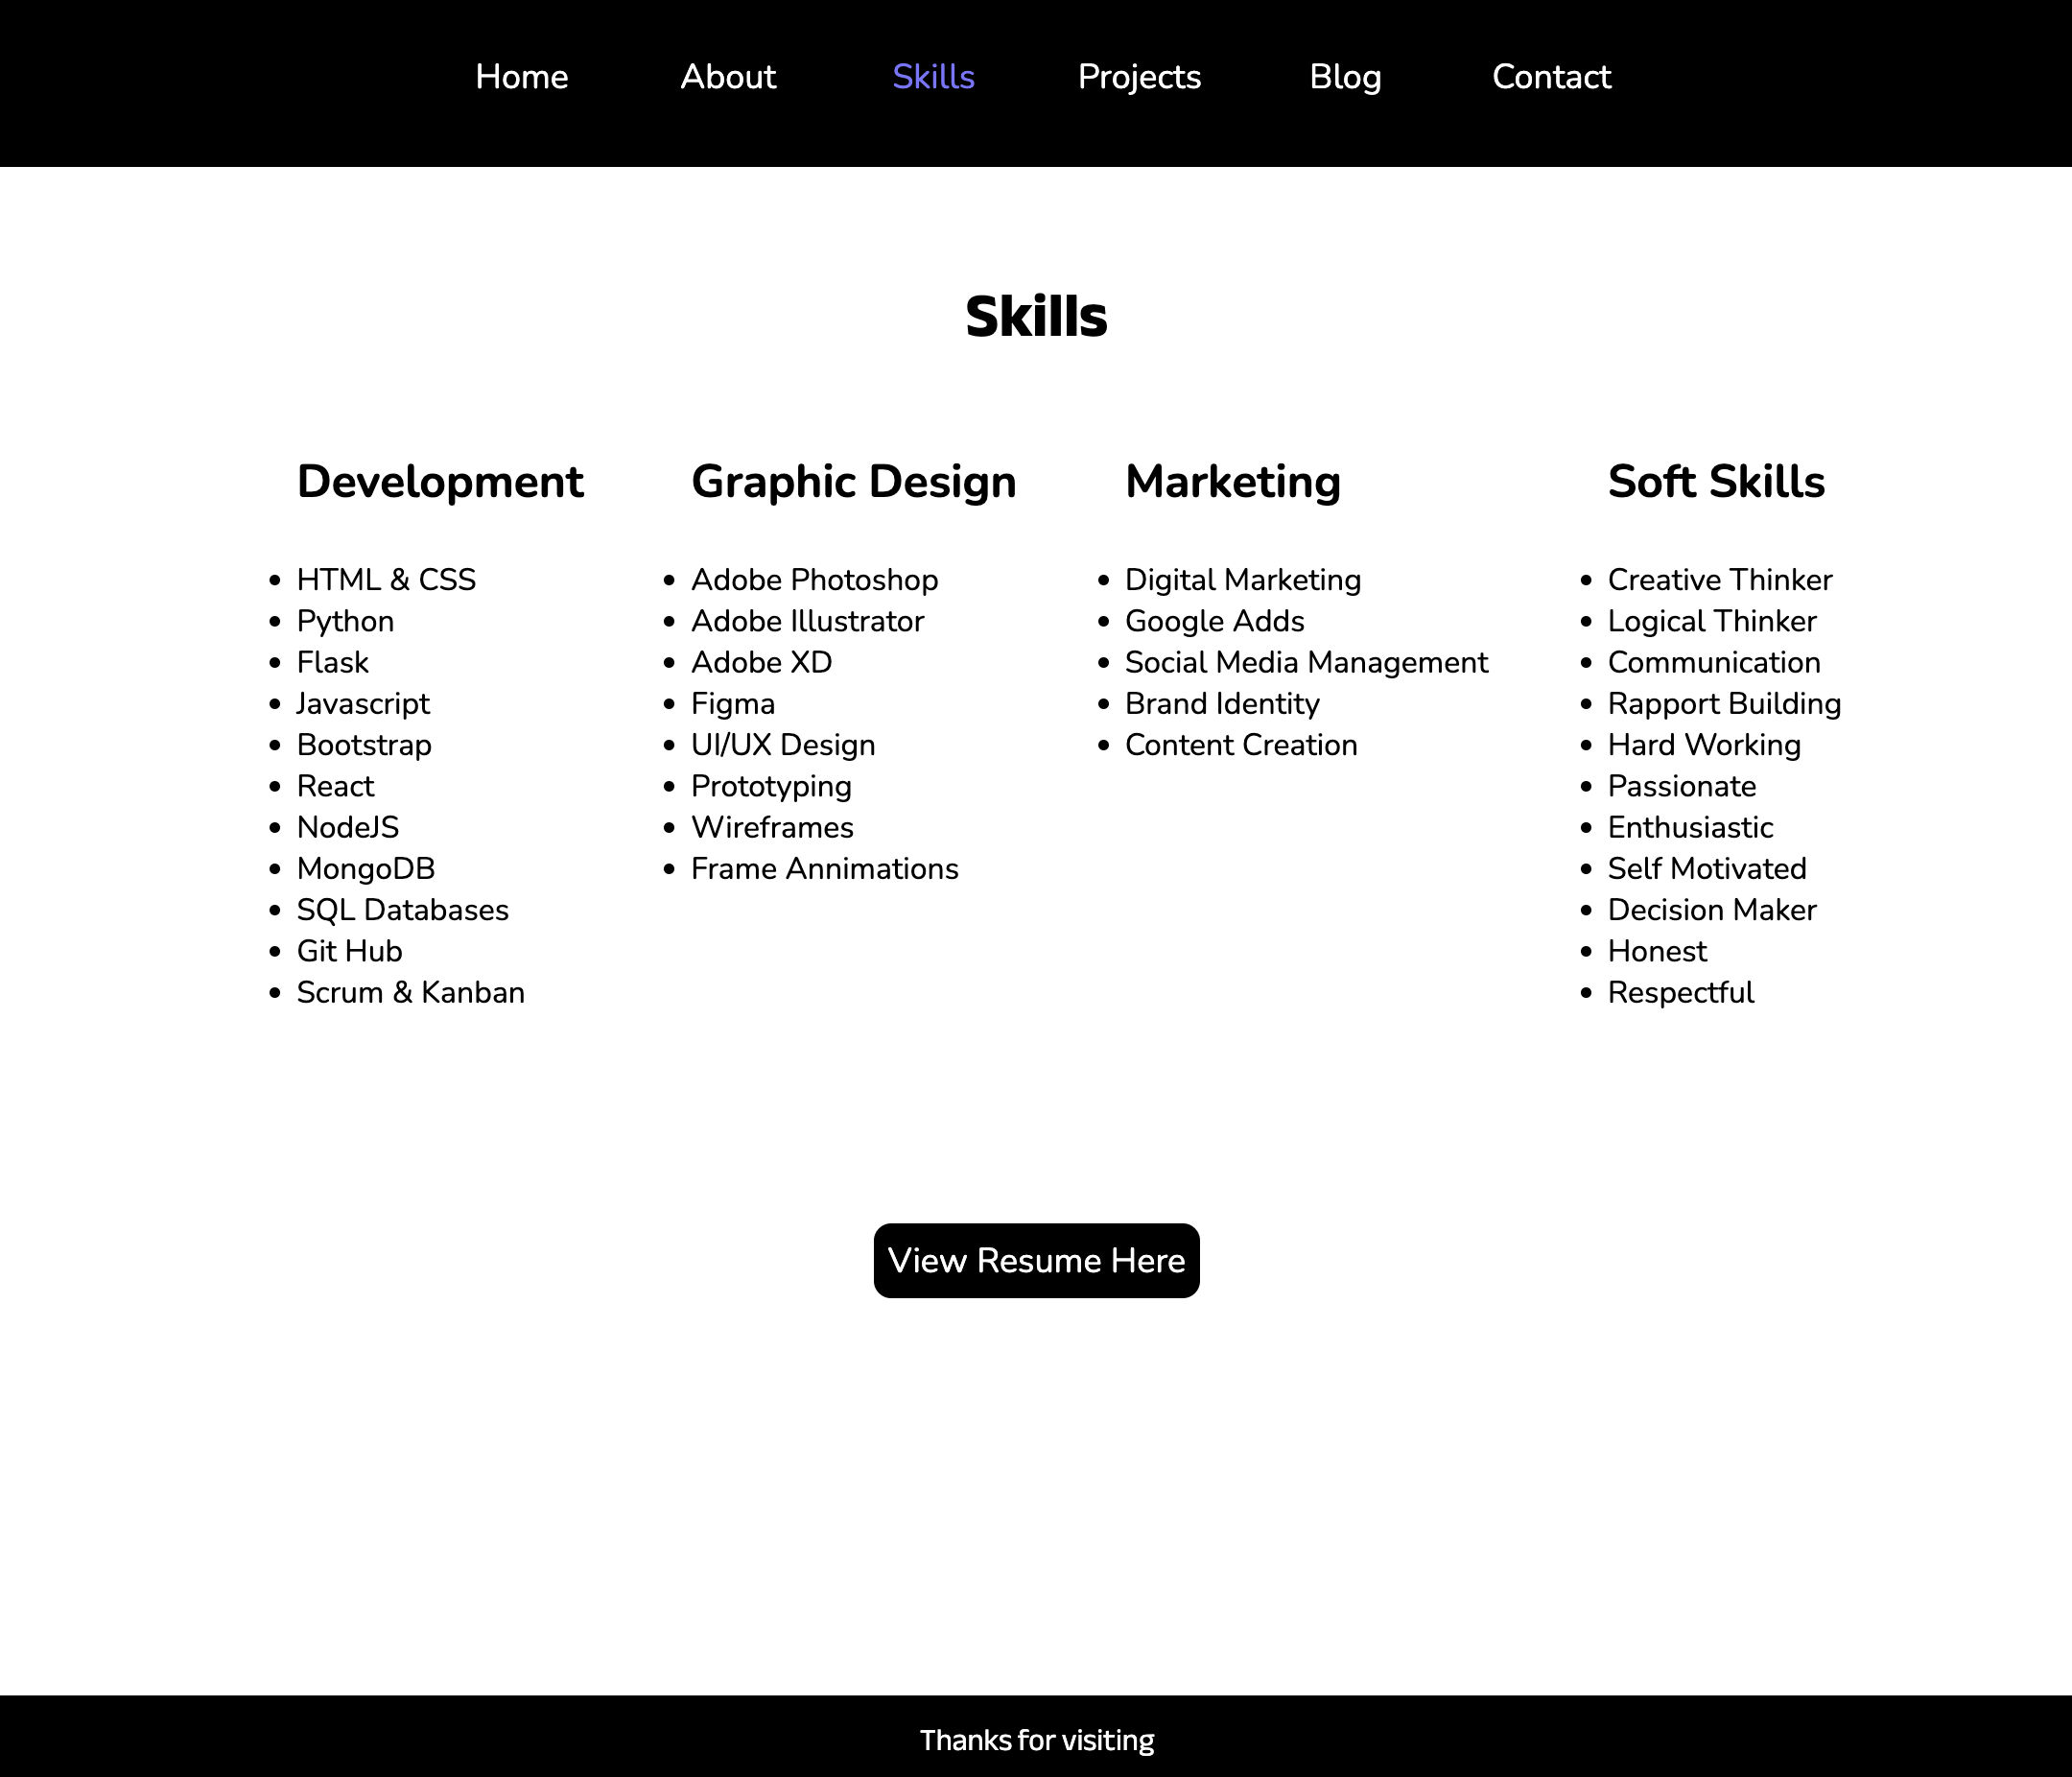 Home About Skills Projects Blog Contact
Skills
Development
HTML & CSS
Python
Flask
Javascript
Bootstrap
React
NodeJS
MongoDB
SQL Databases
Git Hub
Scrum & Kanban
Graphic Design
Adobe Photoshop
Adobe Illustrator
Adobe XD
Figma
UI/UX Design
Prototyping
Wireframes
Frame Annimations
Marketing
Digital Marketing
Google Adds
Social Media Management
Brand Identity
Content Creation
Soft Skills
Creative Thinker
Logical Thinker
Communication
Rapport Building
Hard Working
Passionate
Enthusiastic
Self Motivated
Decision Maker
Honest
Respectful
View Resume Here
Thanks for visiting